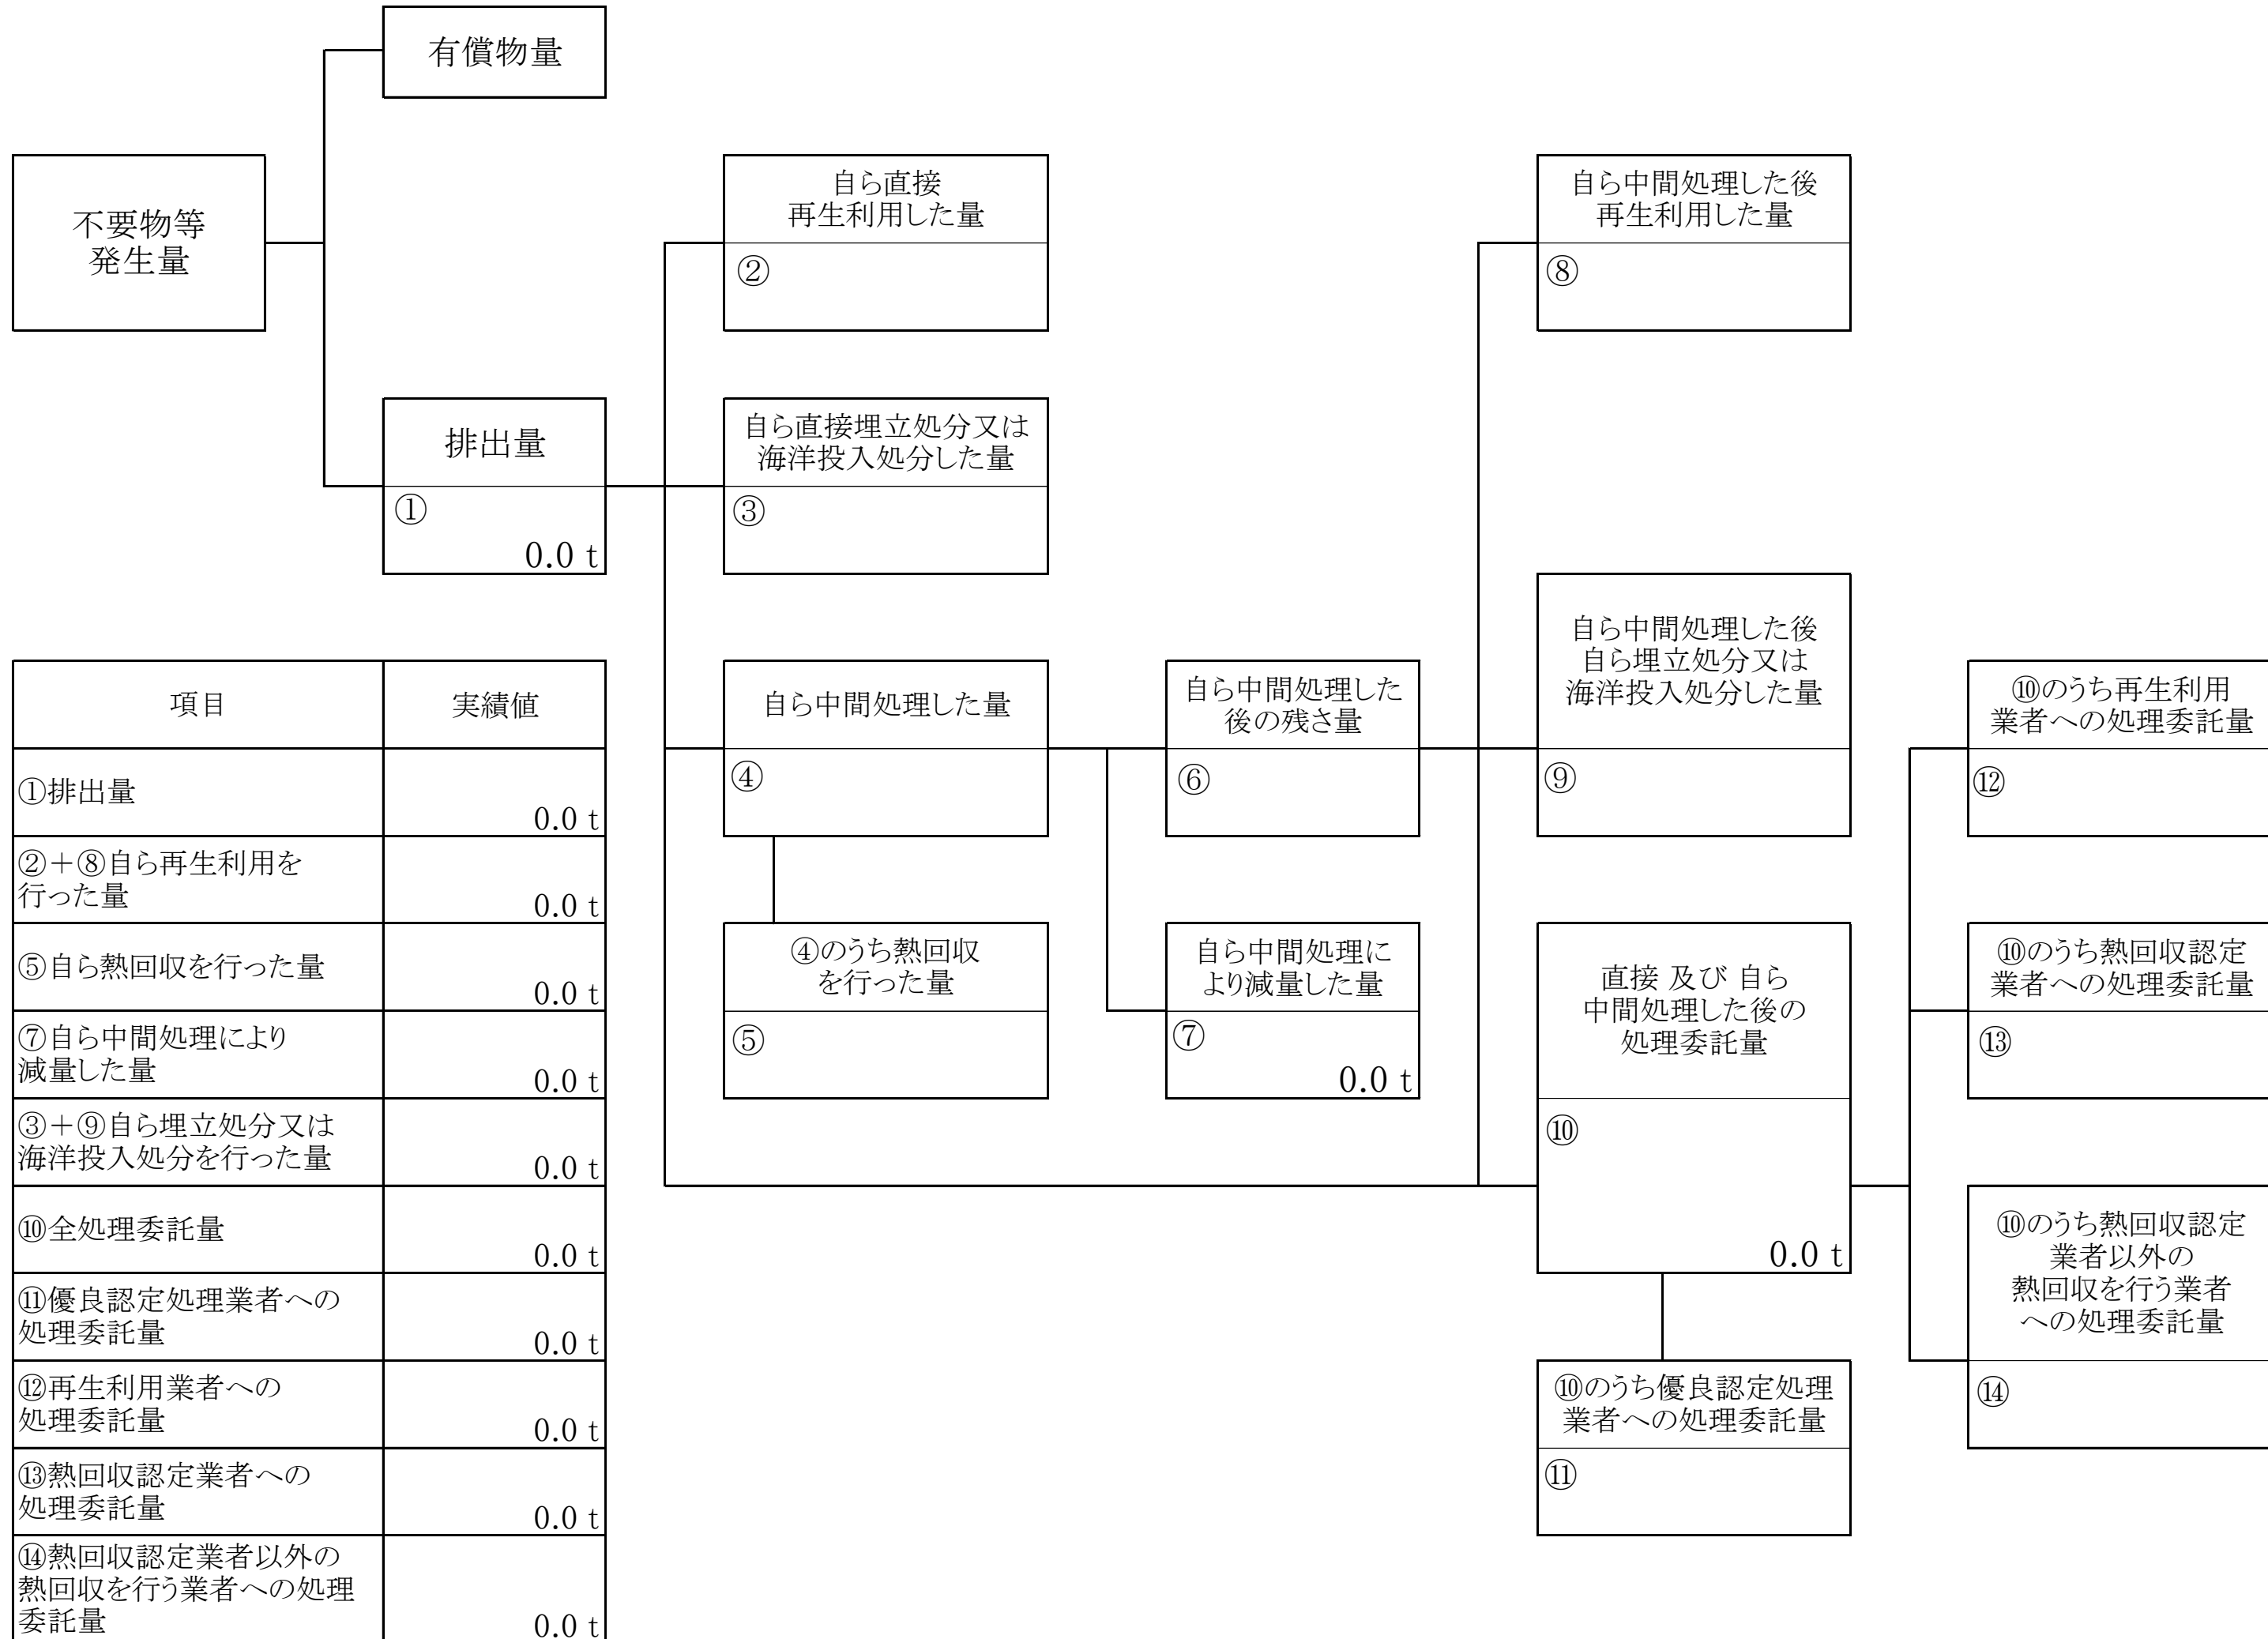 有償物量
不要物等
発生量
自ら直接
再生利用した量
②
自ら中間処理した後
再生利用した量
⑧
排出量
①
0.0 t
自ら直接埋立処分又は
海洋投入処分した量
③
自ら中間処理した量
④
自ら中間処理した
後の残さ量
⑥
自ら中間処理した後
自ら埋立処分又は
海洋投入処分した量
⑨
⑩のうち再生利用
業者への処理委託量
⑫
④のうち熱回収
を行った量
⑤
自ら中間処理に
より減量した量
⑦
0.0 t
直接 及び 自ら
中間処理した後の
処理委託量
⑩
0.0 t
⑩のうち熱回収認定
業者への処理委託量
⑬
⑩のうち熱回収認定
業者以外の
熱回収を行う業者
への処理委託量
⑭
⑩のうち優良認定処理
業者への処理委託量
⑪
項目
実績値
①排出量
0.0 t
②＋⑧自ら再生利用を
行った量
0.0 t
⑤自ら熱回収を行った量
0.0 t
⑦自ら中間処理により
減量した量
0.0 t
③＋⑨自ら埋立処分又は
海洋投入処分を行った量
0.0 t
⑩全処理委託量
0.0 t
⑪優良認定処理業者への
処理委託量
0.0 t
⑫再生利用業者への
処理委託量
0.0 t
⑬熱回収認定業者への
処理委託量
0.0 t
⑭熱回収認定業者以外の
熱回収を行う業者への処理
委託量
0.0 t